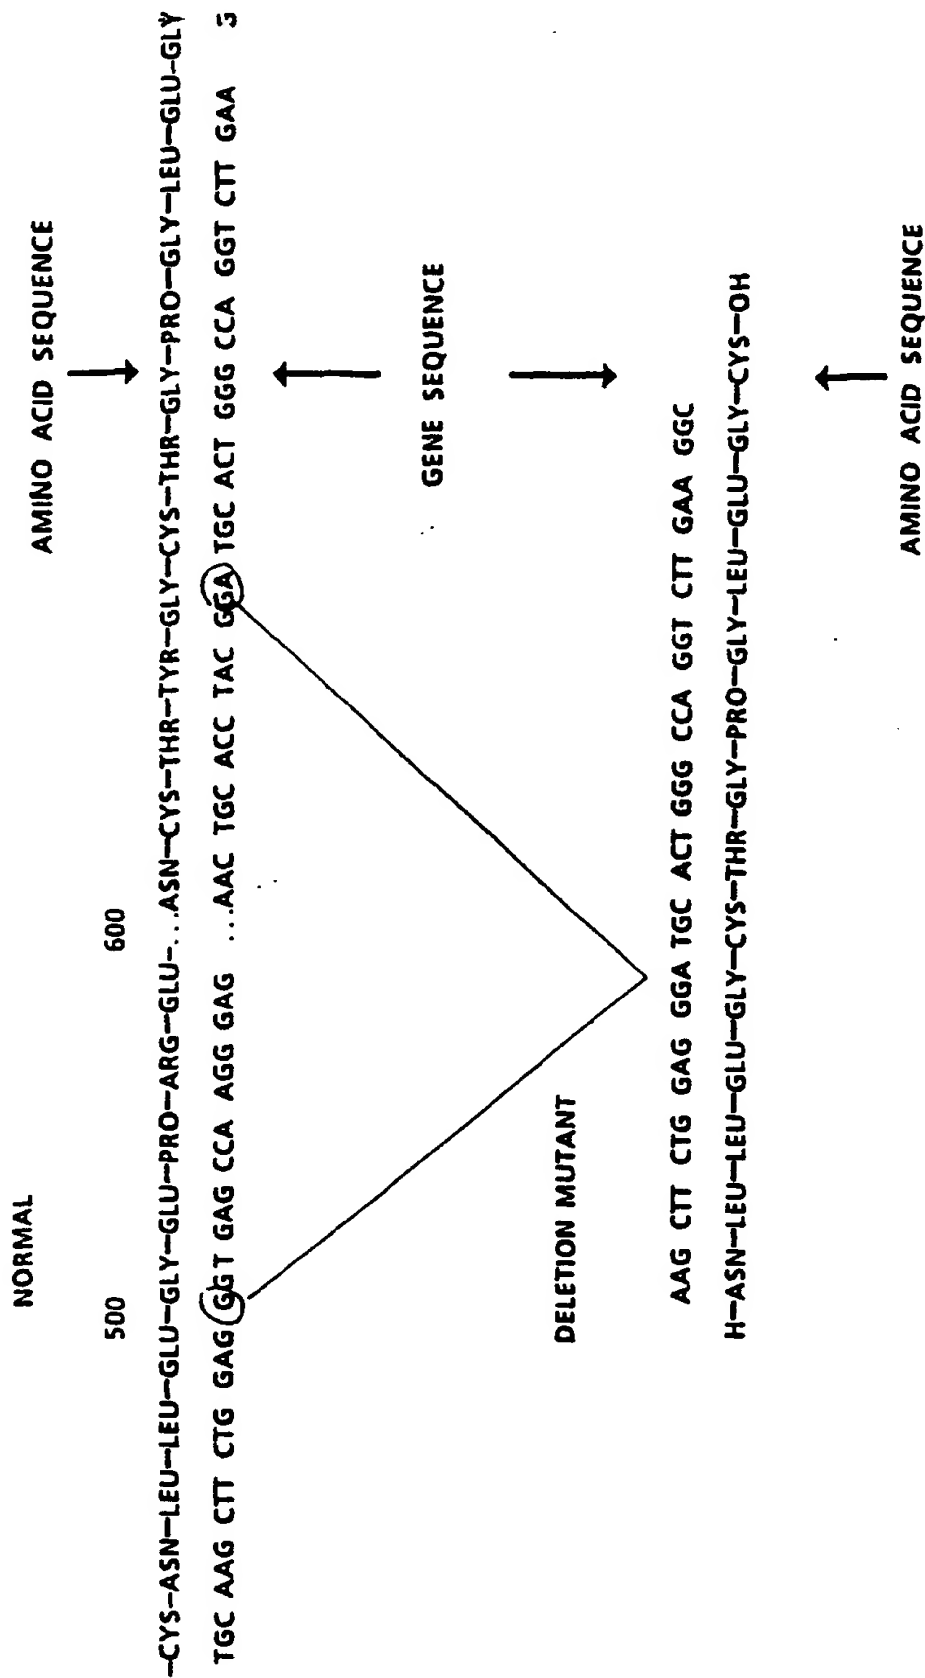 NORMAL
AMINO ACID SEQUENCE
500
600
—CYS—ASN—LEU—LEU—GLU—GLY—GLU—PRO—ARG—GLU—...ASN—CYS—THR—TYR—GLY—CYS—THR—GLY—PRO—GLY—LEU—GLU—GLY
TGC AAG CTT CTG GAG GGT GAG CCA AGG GAG ...AAC TGC ACC TAC GGA TGC ACT GGG CCA GGT CTT GAA G
GENE SEQUENCE
DELETION MUTANT
AAG CTT CTG GAG GGA TGC ACT GGG CCA GGT CTT GAA GGC
H—ASN—LEU—LEU—GLU—GLY—CYS—THR—GLY—PRO—GLY—LEU—GLU—GLY—CYS—OH
AMINO ACID SEQUENCE